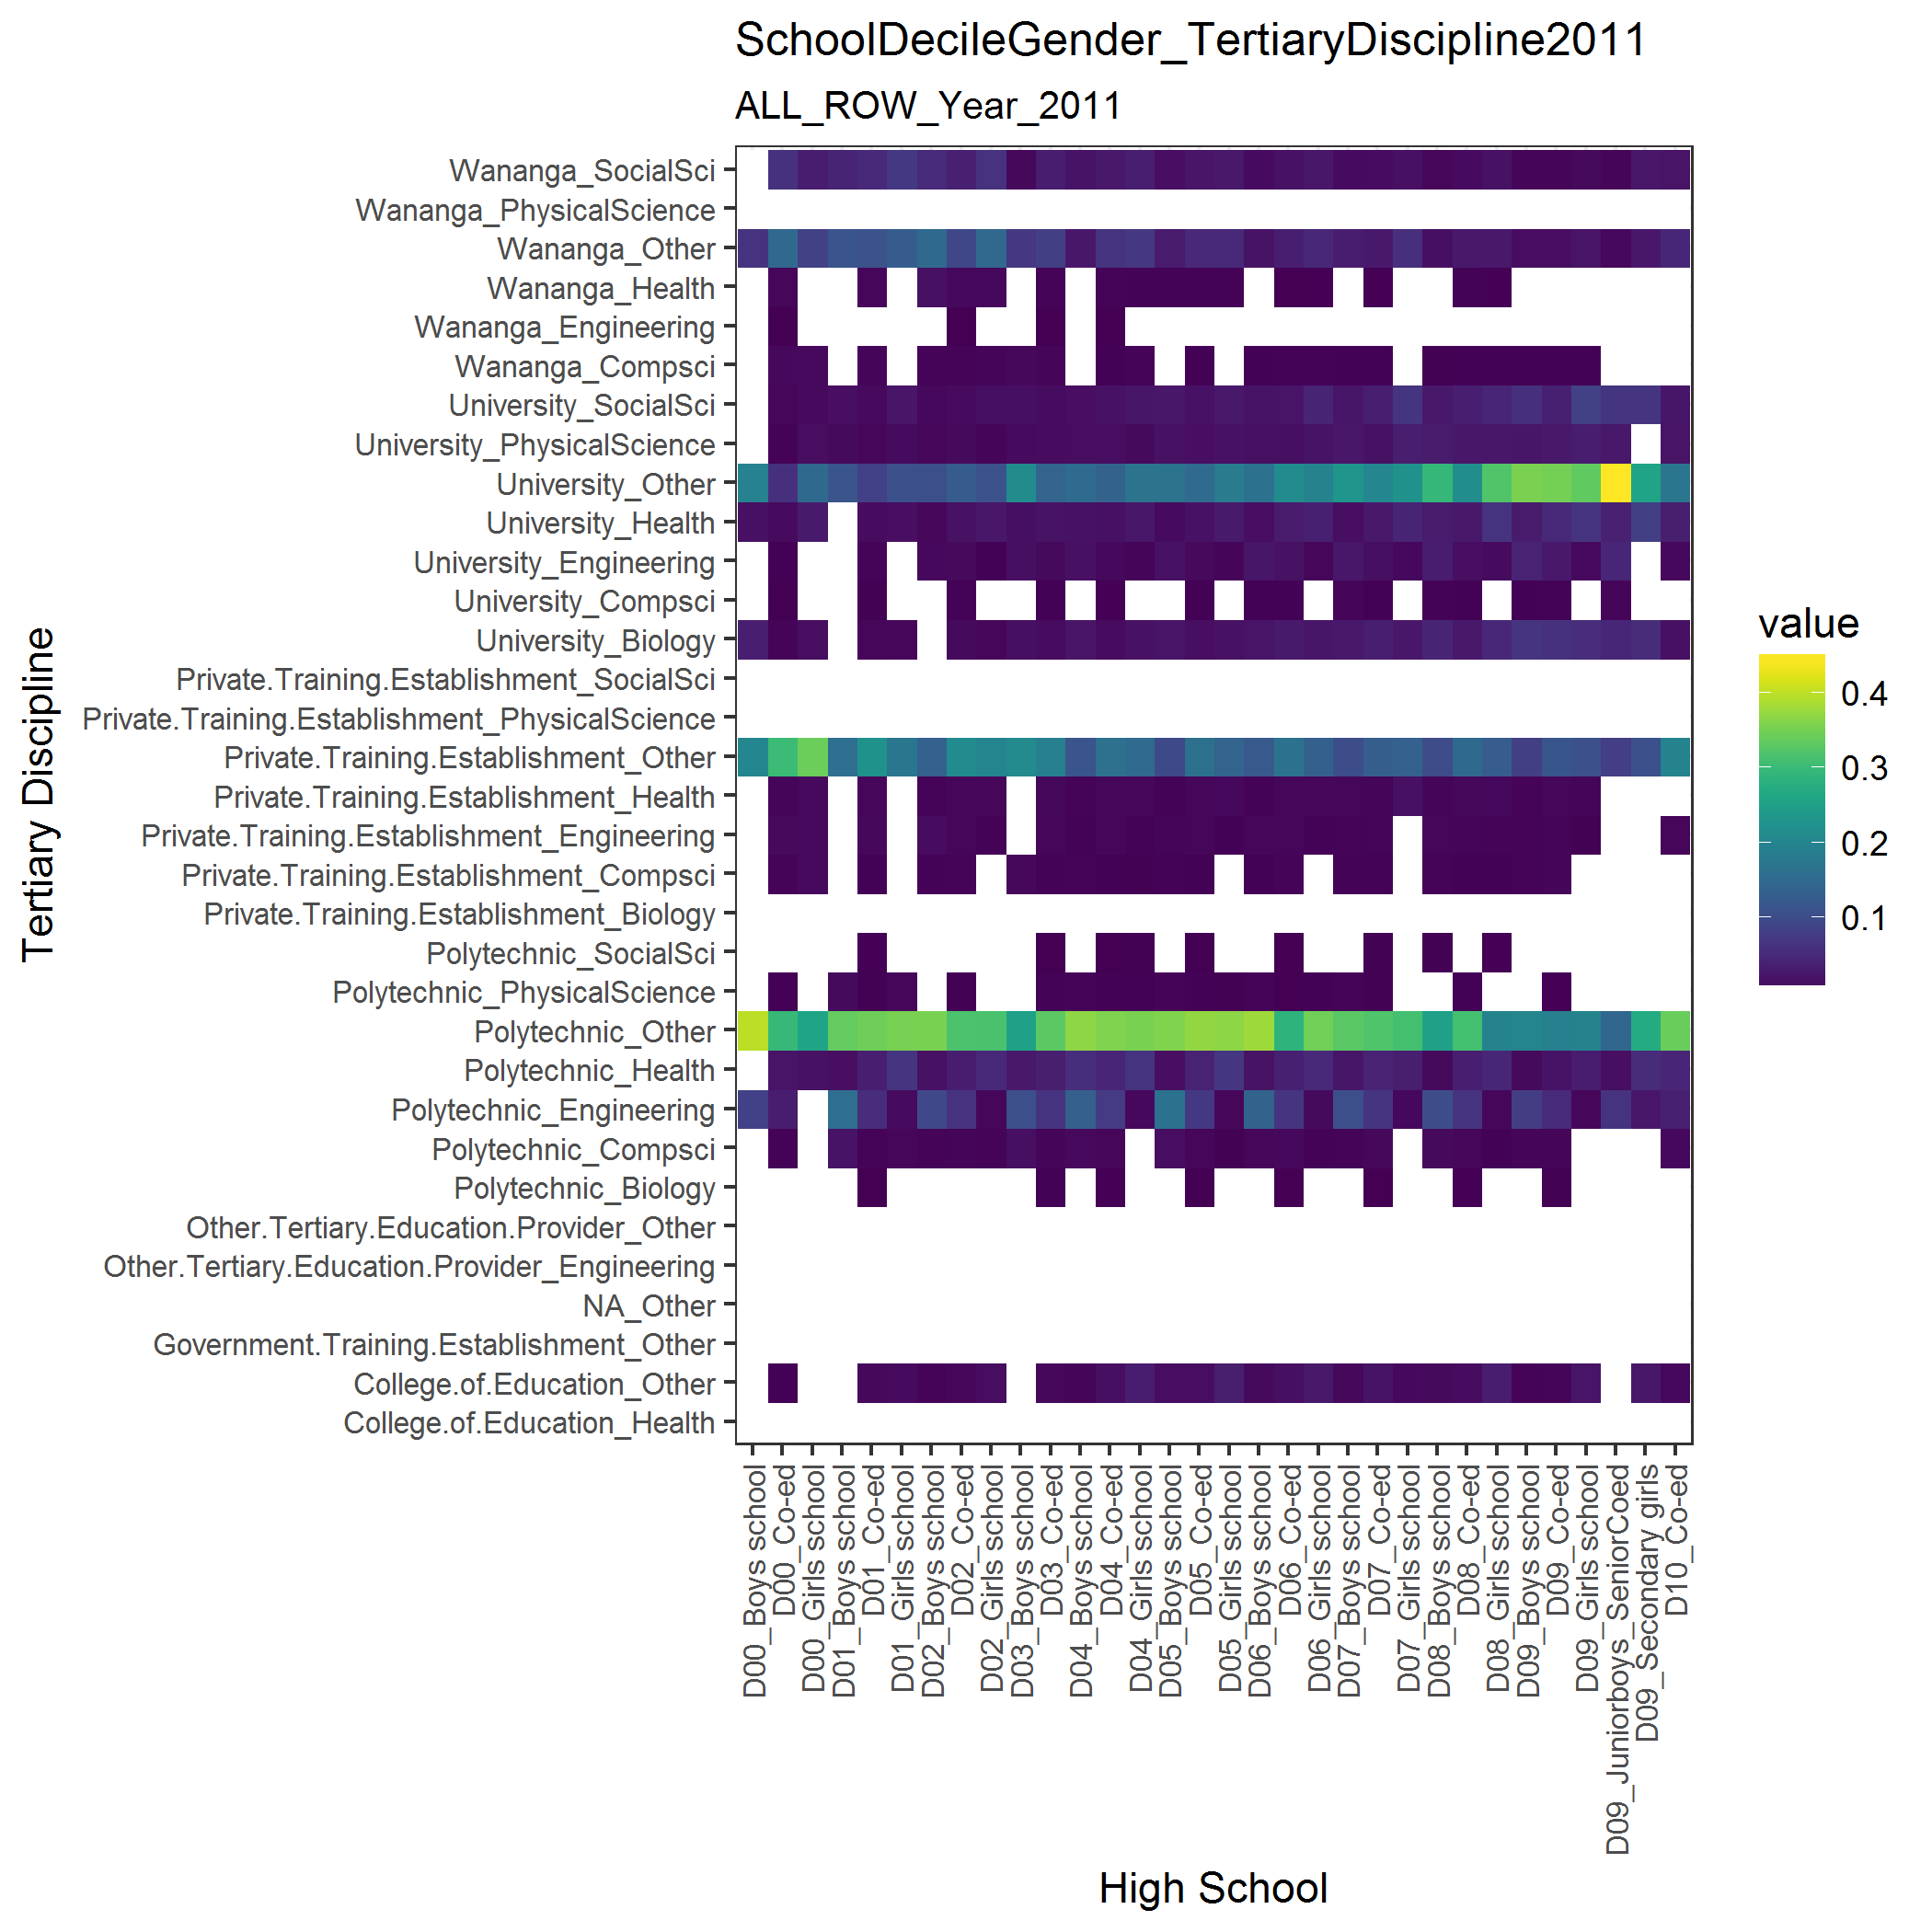 SchoolDecileGender_TertiaryDiscipline2011
ALL_ROW_Year_2011
Tertiary Discipline
Wananga_SocialSci
Wananga_PhysicalScience
Wananga_Other
Wananga_Health
Wananga_Engineering
Wananga_Compsci
University_SocialSci
University_PhysicalScience
University_Other
University_Health
University_Engineering
University_Compsci
University_Biology
Private.Training.Establishment_SocialSci
Private.Training.Establishment_PhysicalScience
Private.Training.Establishment_Other
Private.Training.Establishment_Health
Private.Training.Establishment_Engineering
Private.Training.Establishment_Compsci
Private.Training.Establishment_Biology
Polytechnic_SocialSci
Polytechnic_PhysicalScience
Polytechnic_Other
Polytechnic_Health
Polytechnic_Engineering
Polytechnic_Compsci
Polytechnic_Biology
Other.Tertiary.Education.Provider_Other
Other.Tertiary.Education.Provider_Engineering
NA_Other
Government.Training.Establishment_Other
College.of.Education_Other
College.of.Education_Health
D00_Boys school
D00_Co-ed
D00_Girls school
D01_Boys school
D01_Co-ed
D01_Girls school
D02_Boys school
D02_Co-ed
D02_Girls school
D03_Boys school
D03_Co-ed
D04_Boys school
D04_Co-ed
D04_Girls school
D05_Boys school
D05_Co-ed
D05_Girls school
D06_Boys school
D06_Co-ed
D06_Girls school
D07_Boys school
D07_Co-ed
D07_Girls school
D08_Boys school
D08_Co-ed
D08_Girls school
D09_Boys school
D09_Co-ed
D09_Girls school
D09_Juniorboys_SeniorCoed
D09_Secondary girls
D10_Co-ed
High School
value
0.4
0.3
0.2
0.1